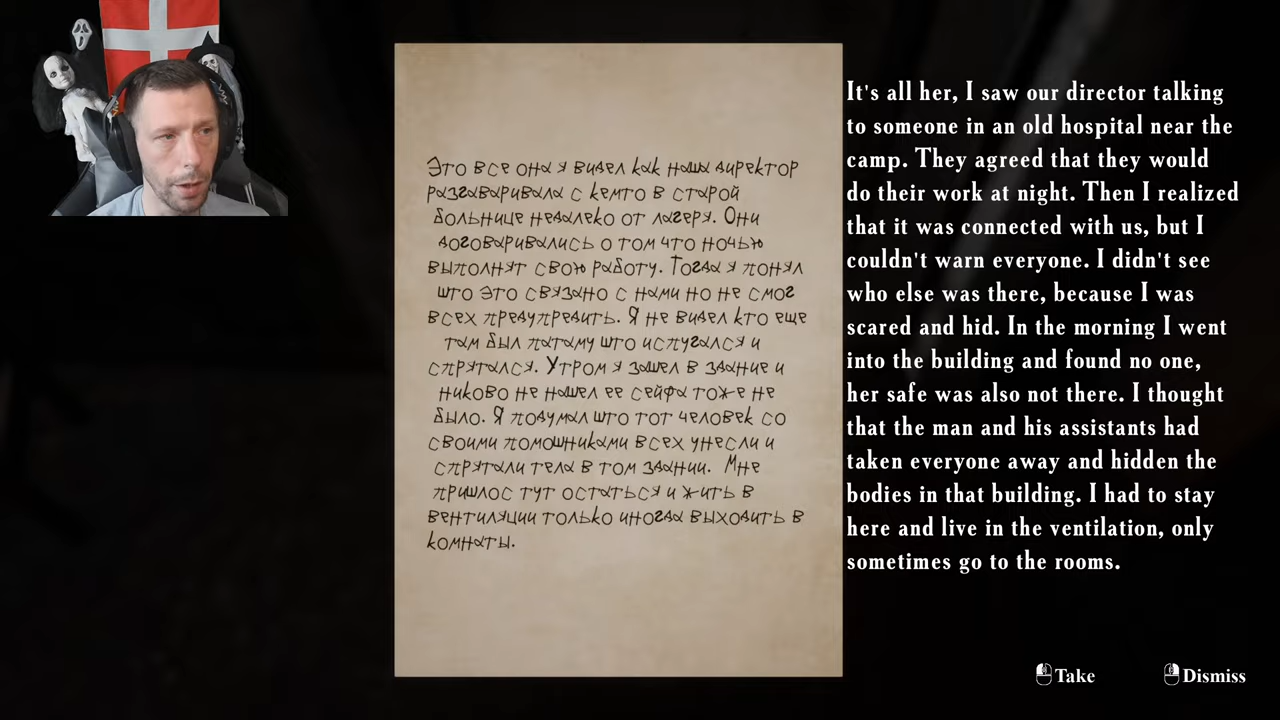 Это все она я видел как наша директор
разгаваривала с кемто в старой
больнице недалеко от лагеря. Они
договаривались о том что ночью
выполнят свою работу. Тогда я понял
што это связано с нами но не смог
всех предупредить. Я не видел кто еще
там был патаму што испугался и
спрятался. Утром я зашел в здание и
никово не нашел ее сейфа тоже не
было. Я подумал што тот человек со
своими помошниками всех унесли и
спрятали тела в том здании. Мне
пришлос тут остаться и жить в
вентиляции только иногда выходить в
комнаты.
It's all her, I saw our director talking
to someone in an old hospital near the
camp. They agreed that they would
do their work at night. Then I realized
that it was connected with us, but I
couldn't warn everyone. I didn't see
who else was there, because I was
scared and hid. In the morning I went
into the building and found no one,
her safe was also not there. I thought
that the man and his assistants had
taken everyone away and hidden the
bodies in that building. I had to stay
here and live in the ventilation, only
sometimes go to the rooms.
Take Dismiss